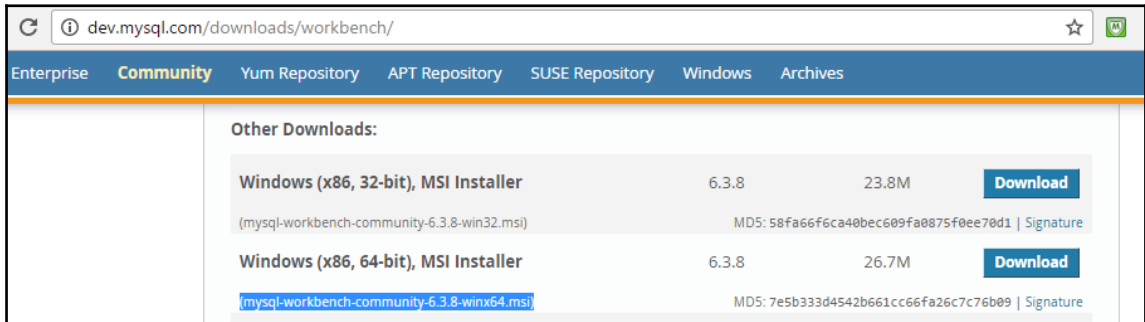 dev.mysql.com/downloads/workbench/
Enterprise Community Yum Repository APT Repository SUSE Repository Windows Archives
Other Downloads:
Windows (x86, 32-bit), MSI Installer 6.3.8 23.8M Download
(mysql-workbench-community-6.3.8-win32.msi) MD5: 58fa66f6ca40bec609fa0875f0ee70d1 | Signature
Windows (x86, 64-bit), MSI Installer 6.3.8 26.7M Download
(mysql-workbench-community-6.3.8-winx64.msi) MD5: 7e5b333d4542b661cc66fa26c7c76b09 | Signature